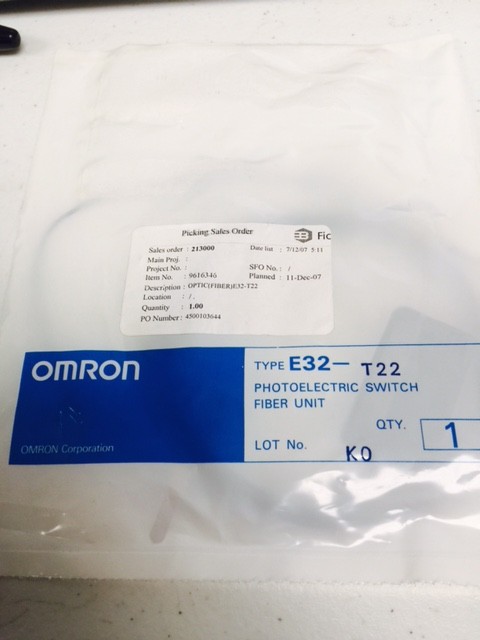 Picking Sales Order
Fic
Sales order : 213000 Date list : 7/12/07 5:11
Main Proj. :
Project No. : SFO No. : /
Item No. : 9616346 Planned : 11-Dec-07
Description : OPTIC(FIBER)E32-T22
Location : / .
Quantity : 1.00
PO Number : 4500103644
OMRON
OMRON Corporation
TYPE E32– T22
PHOTOELECTRIC SWITCH
FIBER UNIT
QTY. 1
LOT No. KO